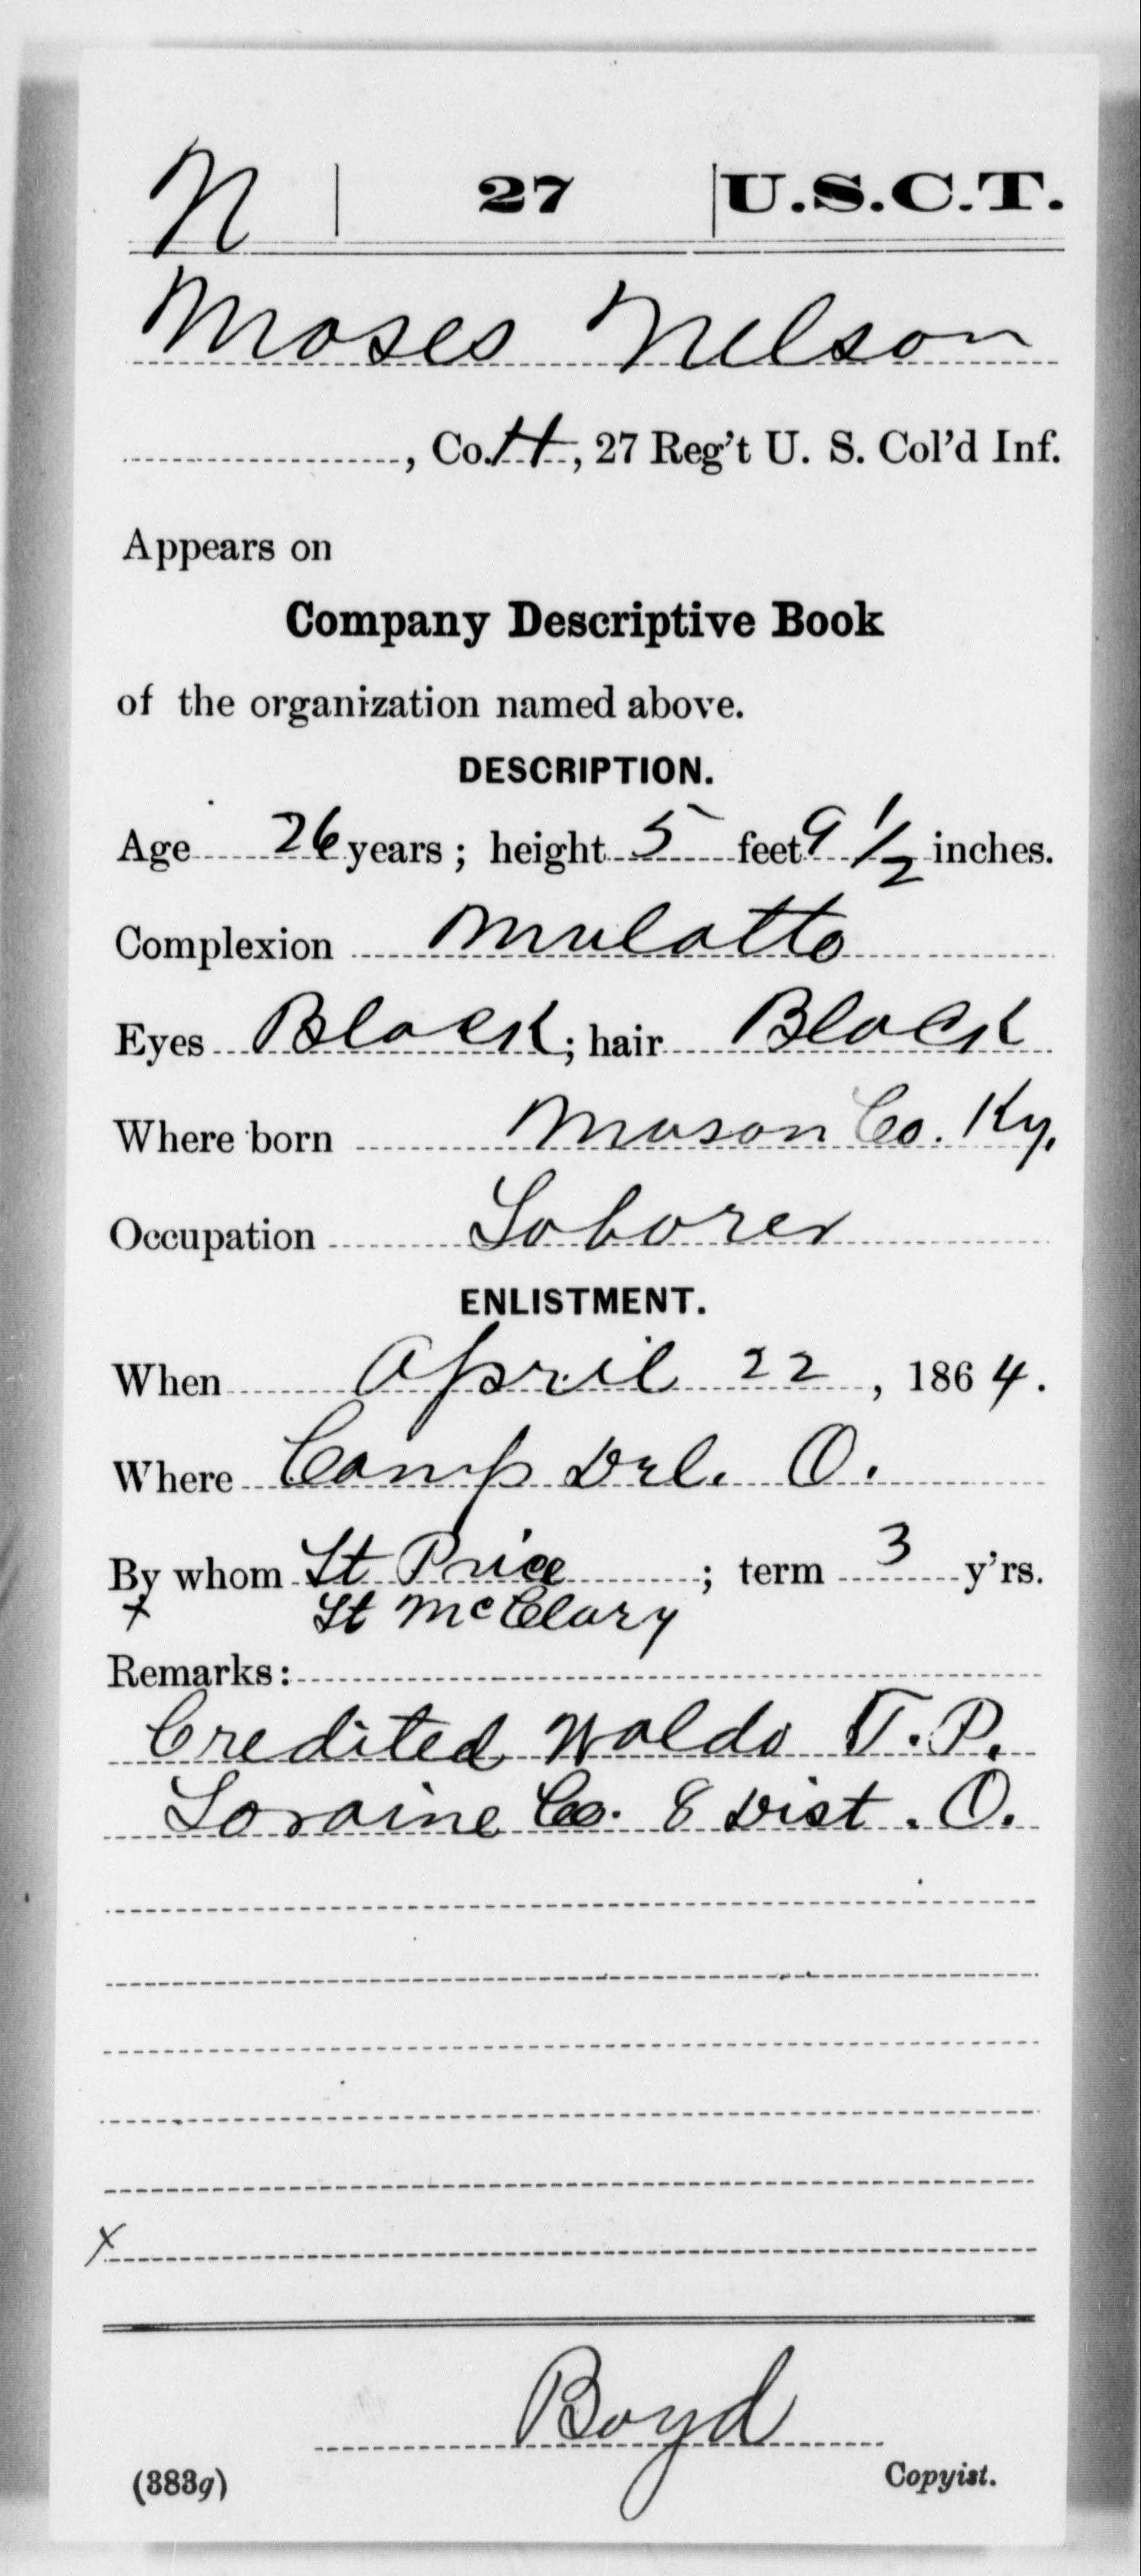 N | 27 | U.S.C.T.
Moses Nelson
, Co. H, 27 Reg't U. S. Col'd Inf.
Appears on
Company Descriptive Book
of the organization named above.
DESCRIPTION.
Age 26 years; height 5 feet 9 1/2 inches.
Complexion Mulatto
Eyes Black; hair Black
Where born Mason Co. Ky.
Occupation Laborer
ENLISTMENT.
When April 22, 1864.
Where Camp Del. O.
By whom Lt Price; term 3 y'rs.
x Lt McClary
Remarks:
Credited Waldo T.P.
Loraine Co. 8 Dist. O.
x
Boyd
(383g) Copyist.